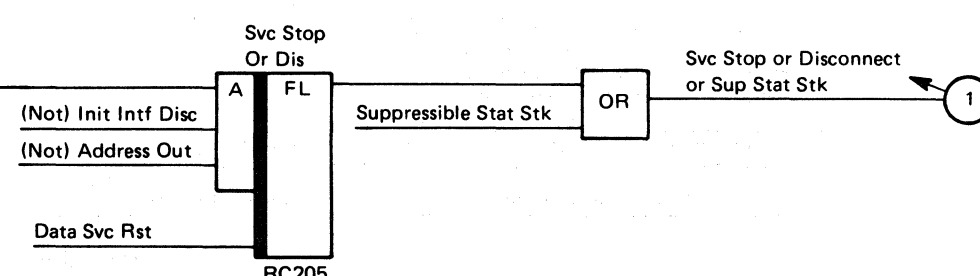 Svc Stop
Or Dis
A
FL
(Not) Init Intf Disc
(Not) Address Out
Data Svc Rst
RC205
Suppressible Stat Stk
OR
Svc Stop or Disconnect
or Sup Stat Stk
1